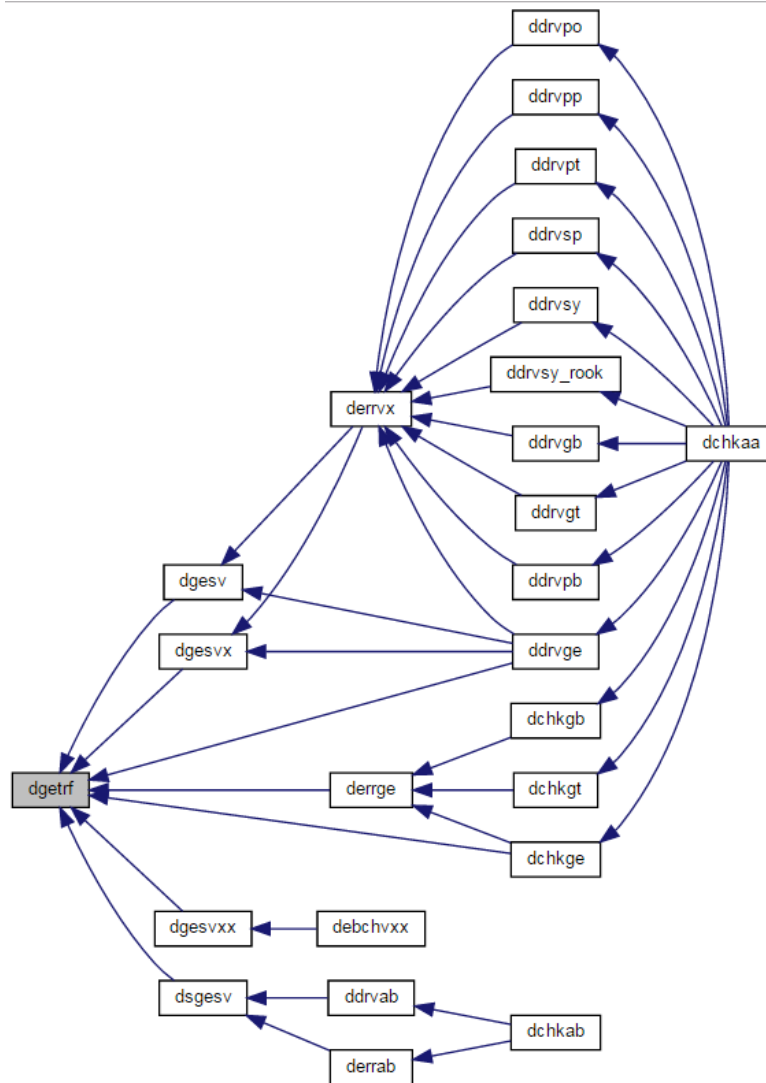 ddrvpo
ddrvpp
ddrvpt
ddrvsp
ddrvsy
ddrvsy_rook
derrvx
ddrvgb
dchkaa
ddrvgt
dgesv
ddrvpb
dgesvx
ddrvge
dchkgb
dgetrf
derrge
dchkgt
dchkge
dgesvxx
debchvxx
dsgesv
ddrvab
dchkab
derrab